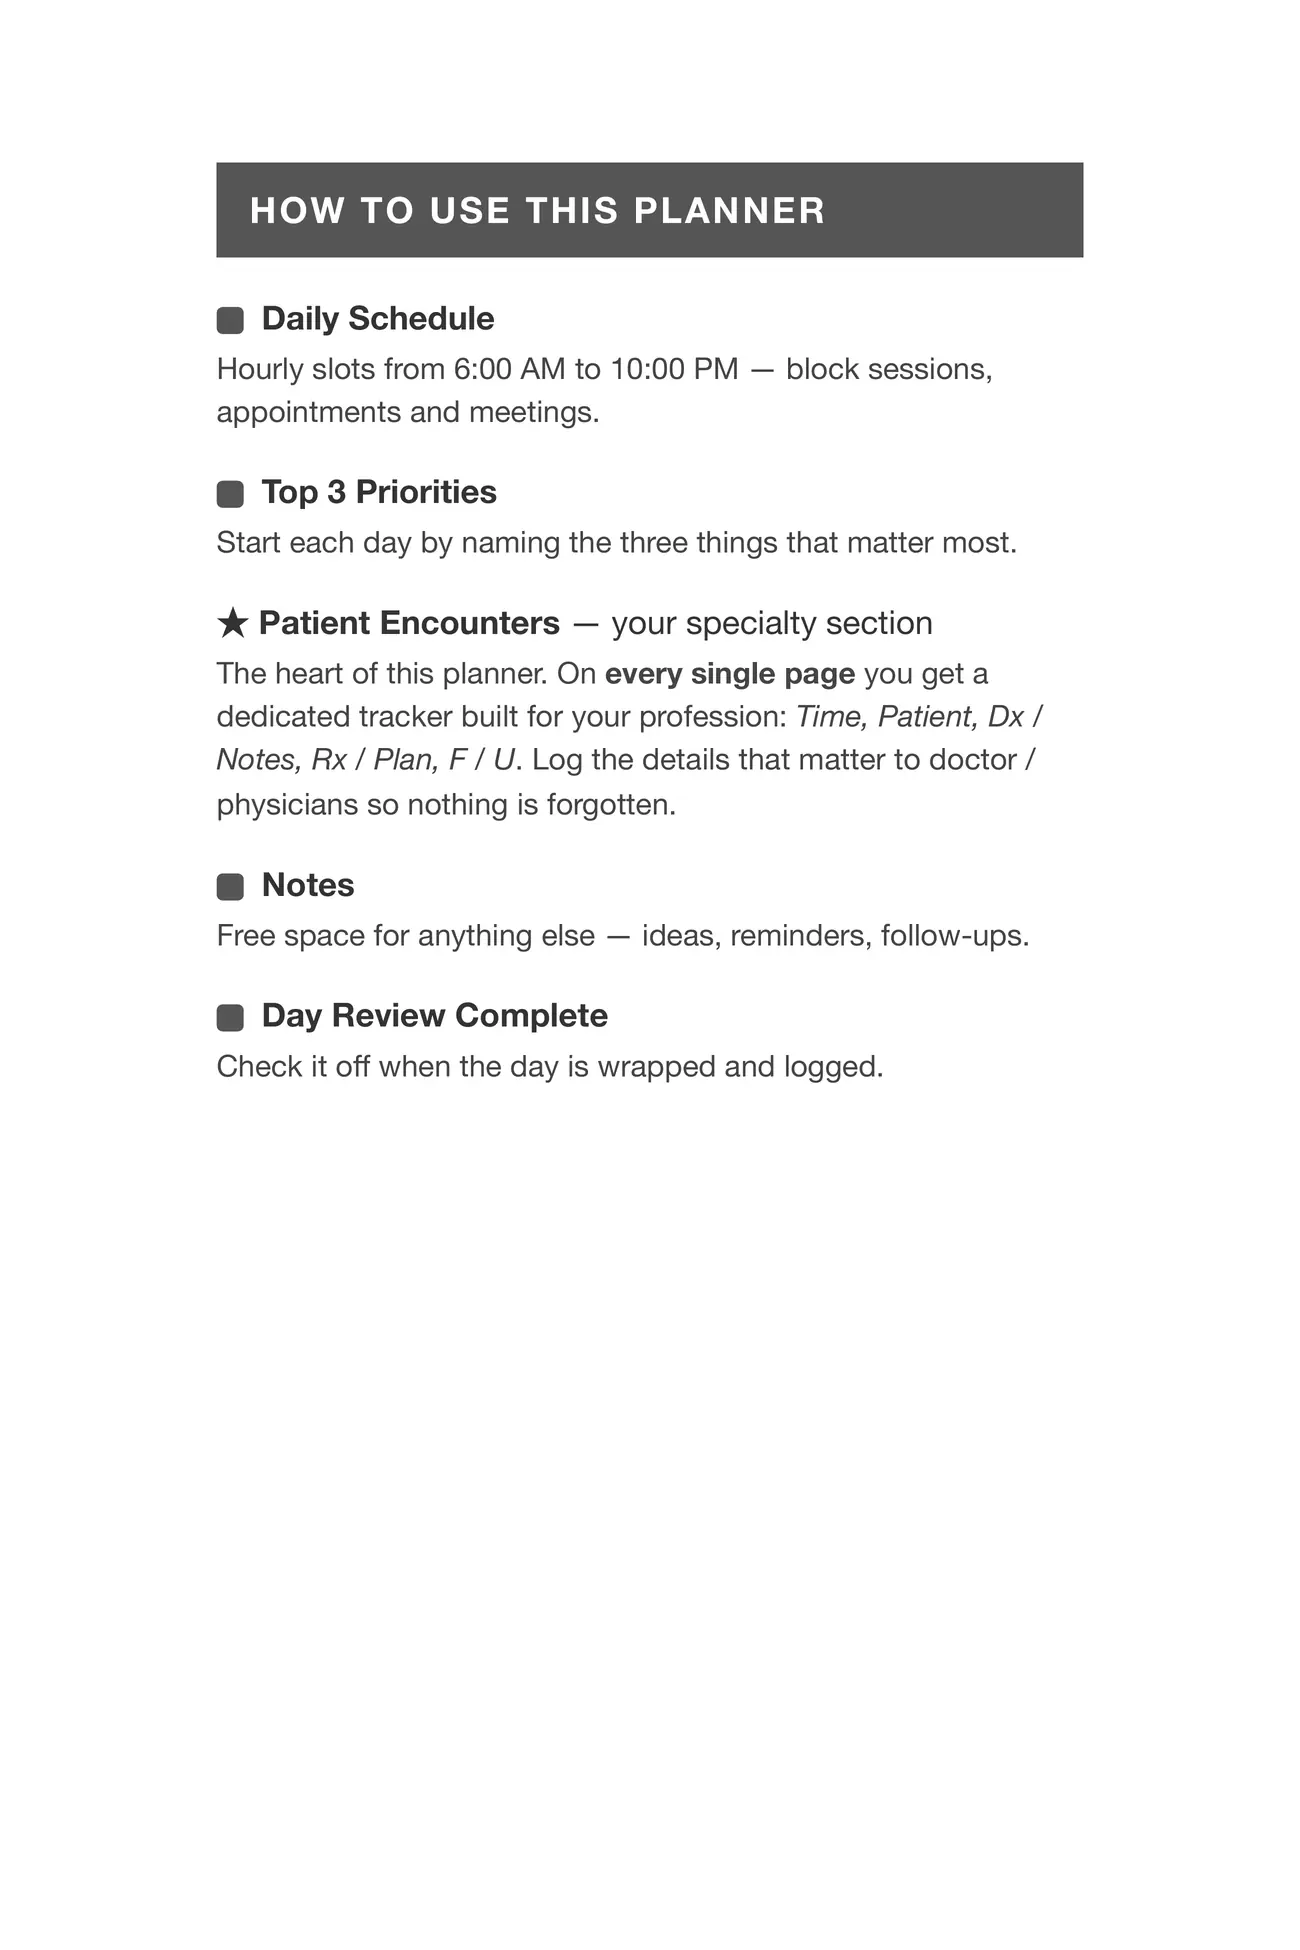 HOW TO USE THIS PLANNER
Daily Schedule
Hourly slots from 6:00 AM to 10:00 PM — block sessions,
appointments and meetings.
Top 3 Priorities
Start each day by naming the three things that matter most.
★ Patient Encounters — your specialty section
The heart of this planner. On every single page you get a
dedicated tracker built for your profession: Time, Patient, Dx /
Notes, Rx / Plan, F / U. Log the details that matter to doctor /
physicians so nothing is forgotten.
Notes
Free space for anything else — ideas, reminders, follow-ups.
Day Review Complete
Check it off when the day is wrapped and logged.